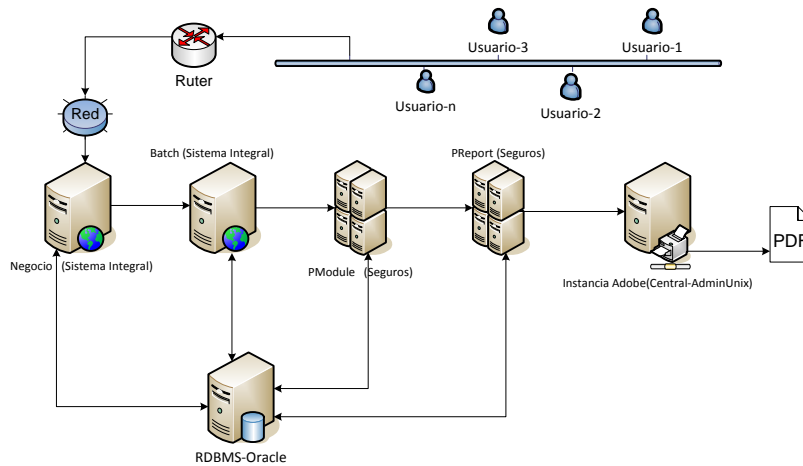 Usuario-3
Usuario-1
Ruter
Usuario-n
Usuario-2
Red
Batch (Sistema Integral)
PReport (Seguros)
PDF
Negocio (Sistema Integral)
PModule (Seguros)
Instancia Adobe(Central-AdminUnix)
RDBMS-Oracle